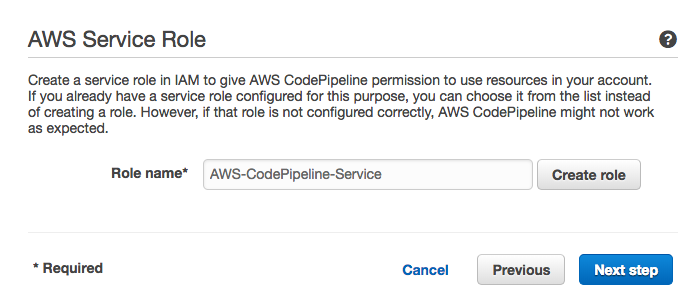 AWS Service Role
?
Create a service role in IAM to give AWS CodePipeline permission to use resources in your account.
If you already have a service role configured for this purpose, you can choose it from the list instead
of creating a role. However, if that role is not configured correctly, AWS CodePipeline might not work
as expected.
Role name* AWS-CodePipeline-Service Create role
* Required Cancel Previous Next step